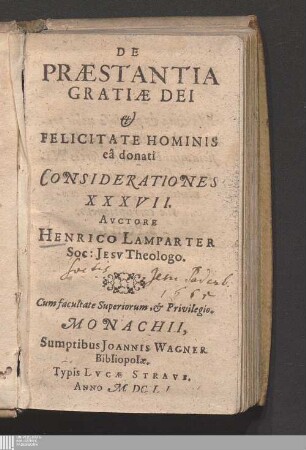 DE
PRÆSTANTIA
GRATIÆ DEI
&
FELICITATE HOMINIS
eâ donati
CONSIDERATIONES
XXXVII.
AVCTORE
HENRICO LAMPARTER
Soc: JESV Theologo.
Cum facultate Superiorum, & Privilegio.
MONACHII,
Sumptibus JOANNIS WAGNER.
Bibliopolæ.
Typis LVCÆ STRAVB,
ANNO M DC L